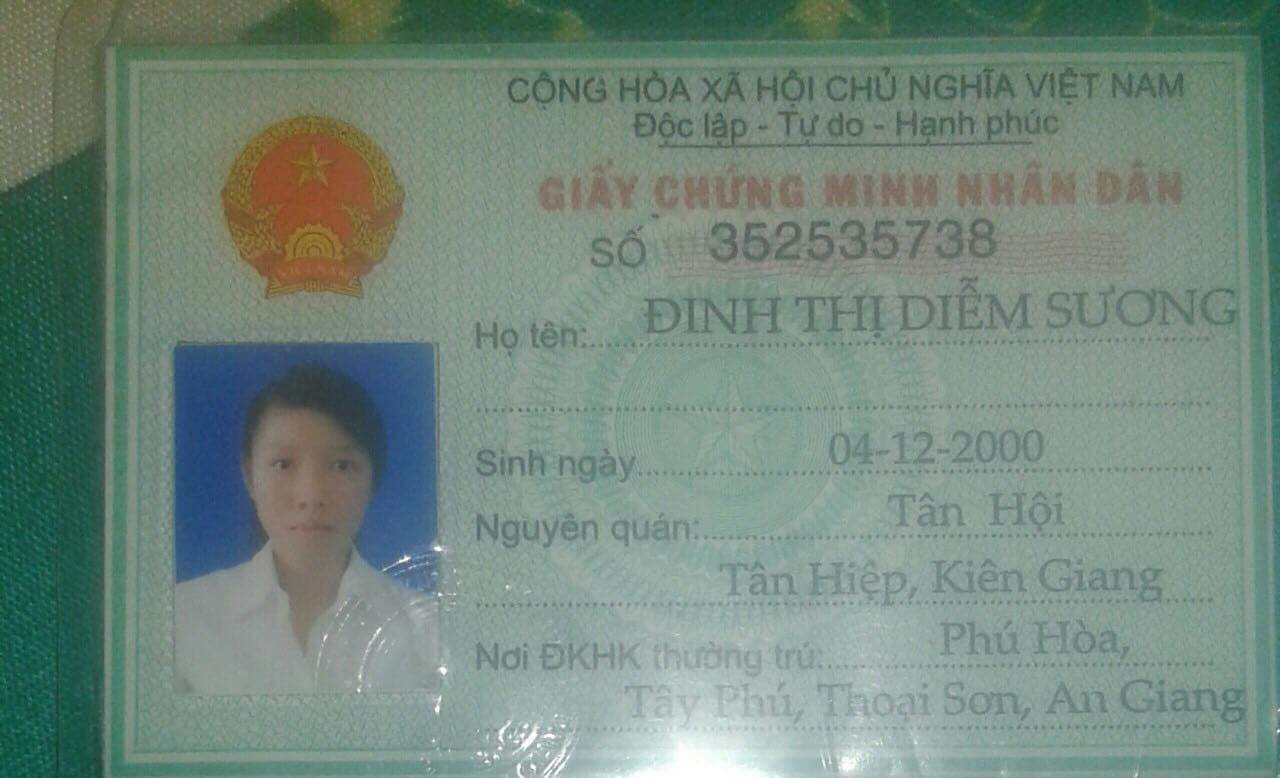 CỘNG HÒA XÃ HỘI CHỦ NGHĨA VIỆT NAM
Độc lập - Tự do - Hạnh phúc
GIẤY CHỨNG MINH NHÂN DÂN
SỐ 352535738
Họ tên: ĐINH THỊ DIỄM SƯƠNG
Sinh ngày 04-12-2000
Nguyên quán: Tân Hội
Tân Hiệp, Kiên Giang
Nơi ĐKHK thường trú: Phú Hòa,
Tây Phú, Thoại Sơn, An Giang